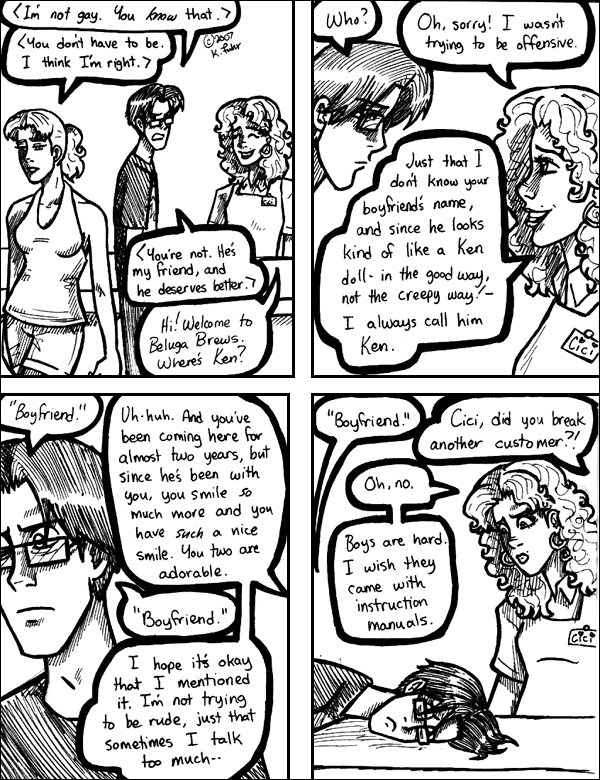 <I'm not gay. You know that.>
<You don't have to be.
I think I'm right.>
©2007
K. Fuhr
<You're not. He's
my friend, and
he deserves better.>
Hi! Welcome to
Beluga Brews.
Where's Ken?
Who?
Oh, sorry! I wasn't
trying to be offensive.
Just that I
don't know your
boyfriend's name,
and since he looks
kind of like a Ken
doll- in the good way,
not the creepy way!-
I always call him
Ken.
Cici
"Boyfriend."
Uh-huh. And you've
been coming here for
almost two years, but
since he's been with
you, you smile so
much more and you
have such a nice
smile. You two are
adorable.
"Boyfriend."
I hope it's okay
that I mentioned
it. I'm not trying
to be rude, just that
sometimes I talk
too much--
"Boyfriend."
Cici, did you break
another customer?!
Oh, no.
Boys are hard.
I wish they
came with
instruction
manuals.
Cici